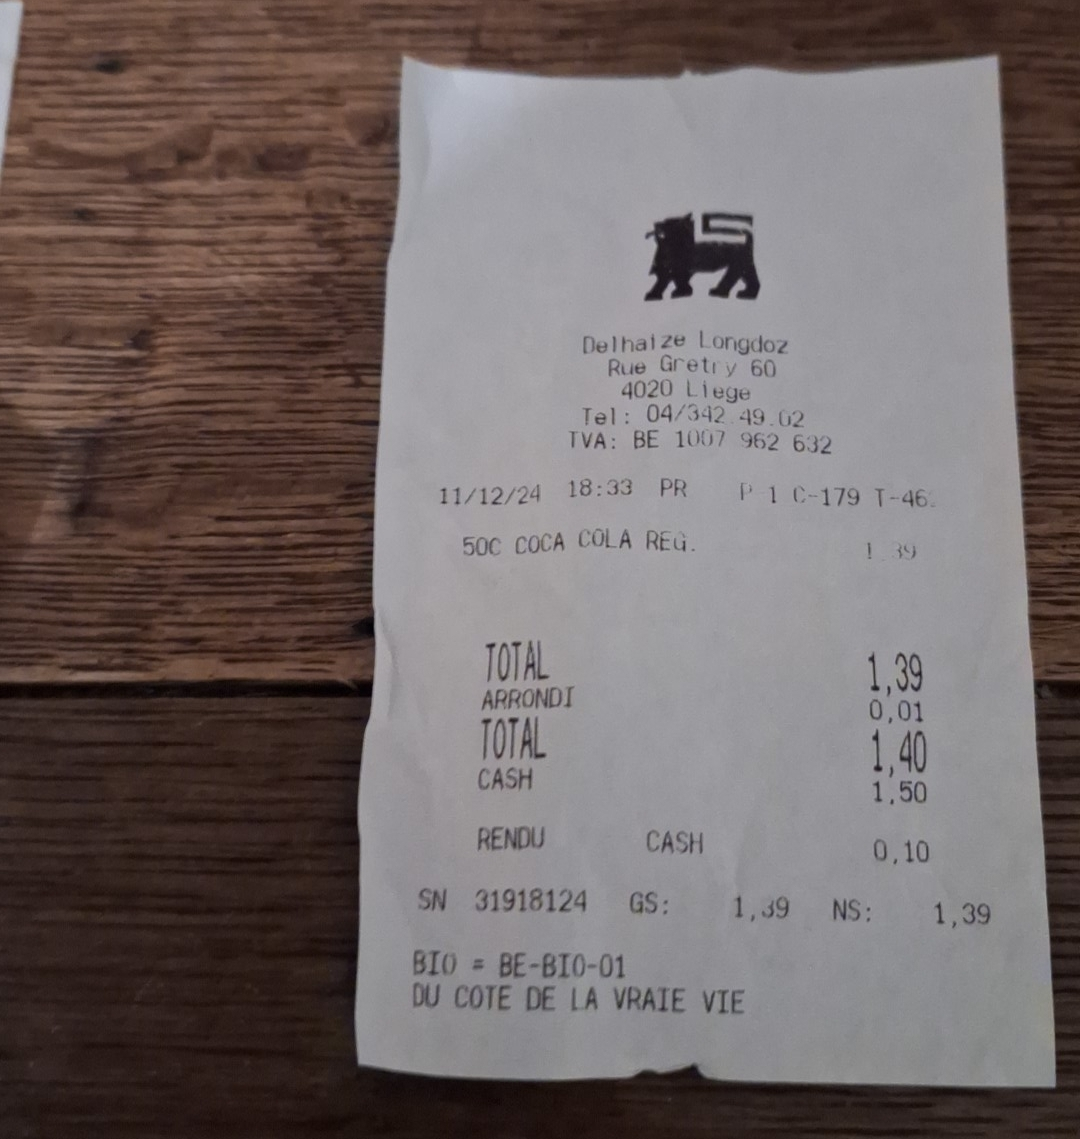 Delhaize Longdoz
Rue Gretry 60
4020 Liege
Tel: 04/342.49.02
TVA: BE 1007 962 632
11/12/24 18:33 PR P 1 C-179
50C COCA COLA REG. 1.39
TOTAL 1,39
ARRONDI 0,01
TOTAL 1,40
CASH 1,50
RENDU CASH 0,10
SN 31918124 GS: 1,39 NS: 1,39
BIO = BE-BIO-01
DU COTE DE LA VRAIE VIE